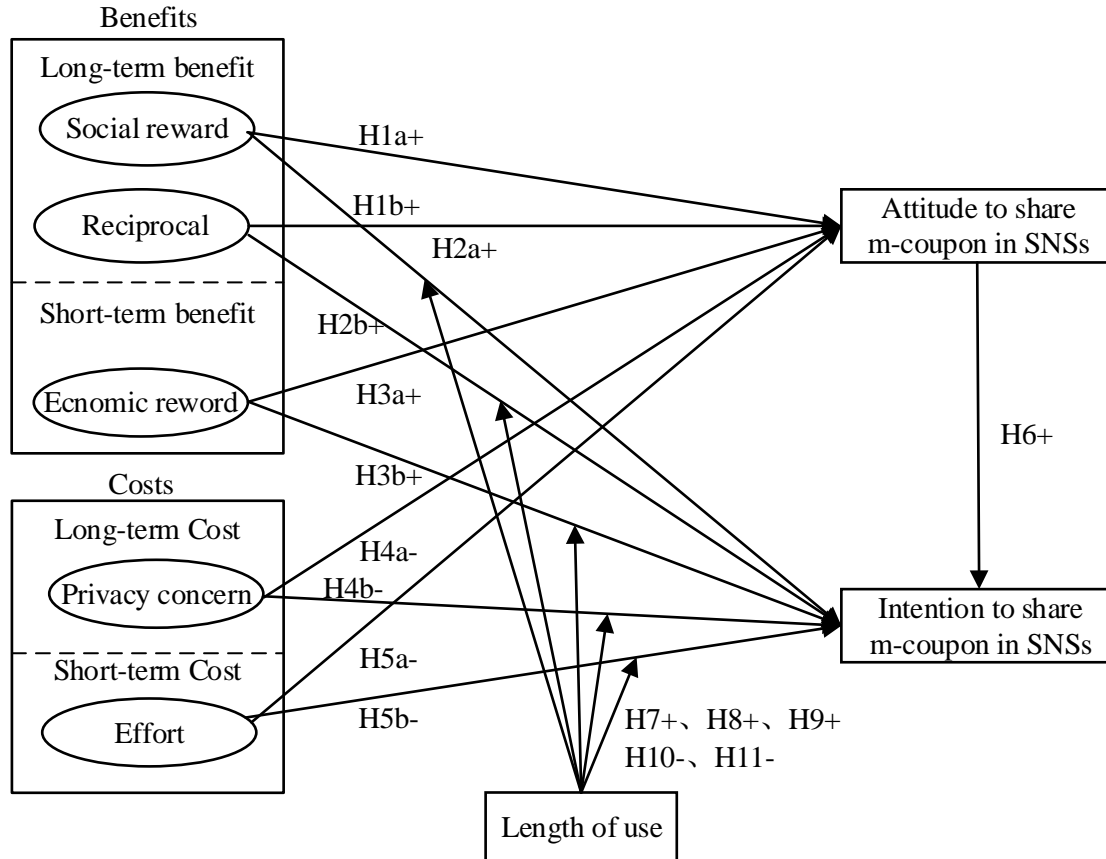 Benefits
Long-term benefit
Social reward
Reciprocal
Short-term benefit
Ecnomic reword
Costs
Long-term Cost
Privacy concern
Short-term Cost
Effort
H1a+
H1b+
H2a+
H2b+
H3a+
H3b+
H4a-
H4b-
H5a-
H5b-
Attitude to share
m-coupon in SNSs
H6+
Intention to share
m-coupon in SNSs
H7+、H8+、H9+
H10-、H11-
Length of use